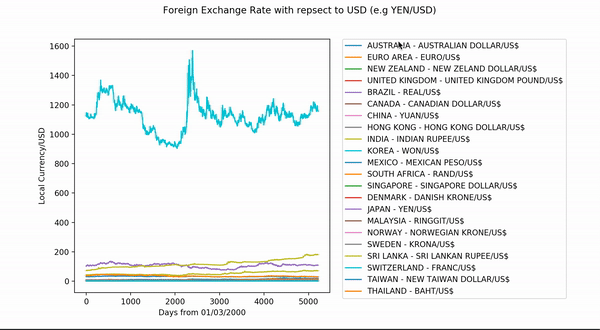 Foreign Exchange Rate with repsect to USD (e.g YEN/USD)
Local Currency/USD
1600
1400
1200
1000
800
600
400
200
0
0 1000 2000 3000 4000 5000
Days from 01/03/2000
AUSTRALIA - AUSTRALIAN DOLLAR/US$
EURO AREA - EURO/US$
NEW ZEALAND - NEW ZELAND DOLLAR/US$
UNITED KINGDOM - UNITED KINGDOM POUND/US$
BRAZIL - REAL/US$
CANADA - CANADIAN DOLLAR/US$
CHINA - YUAN/US$
HONG KONG - HONG KONG DOLLAR/US$
INDIA - INDIAN RUPEE/US$
KOREA - WON/US$
MEXICO - MEXICAN PESO/US$
SOUTH AFRICA - RAND/US$
SINGAPORE - SINGAPORE DOLLAR/US$
DENMARK - DANISH KRONE/US$
JAPAN - YEN/US$
MALAYSIA - RINGGIT/US$
NORWAY - NORWEGIAN KRONE/US$
SWEDEN - KRONA/US$
SRI LANKA - SRI LANKAN RUPEE/US$
SWITZERLAND - FRANC/US$
TAIWAN - NEW TAIWAN DOLLAR/US$
THAILAND - BAHT/US$